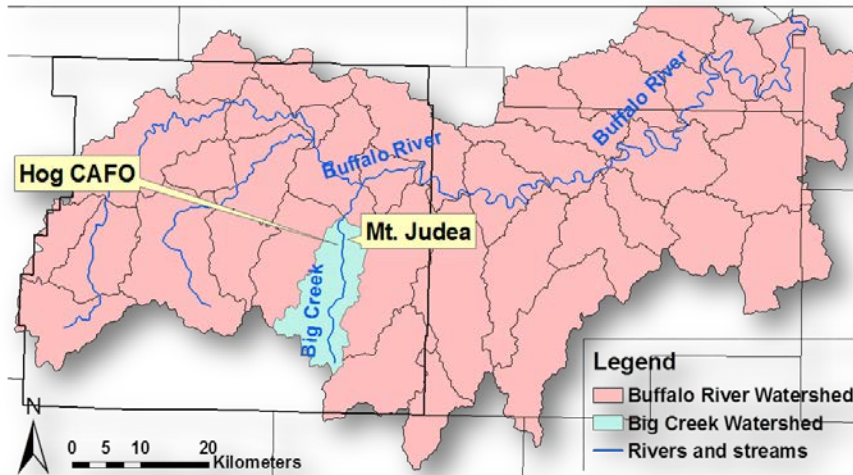 Buffalo River
Buffalo River
Hog CAFO
Mt. Judea
Big Creek
Legend
Buffalo River Watershed
Big Creek Watershed
Rivers and streams
N
0 5 10 20
Kilometers